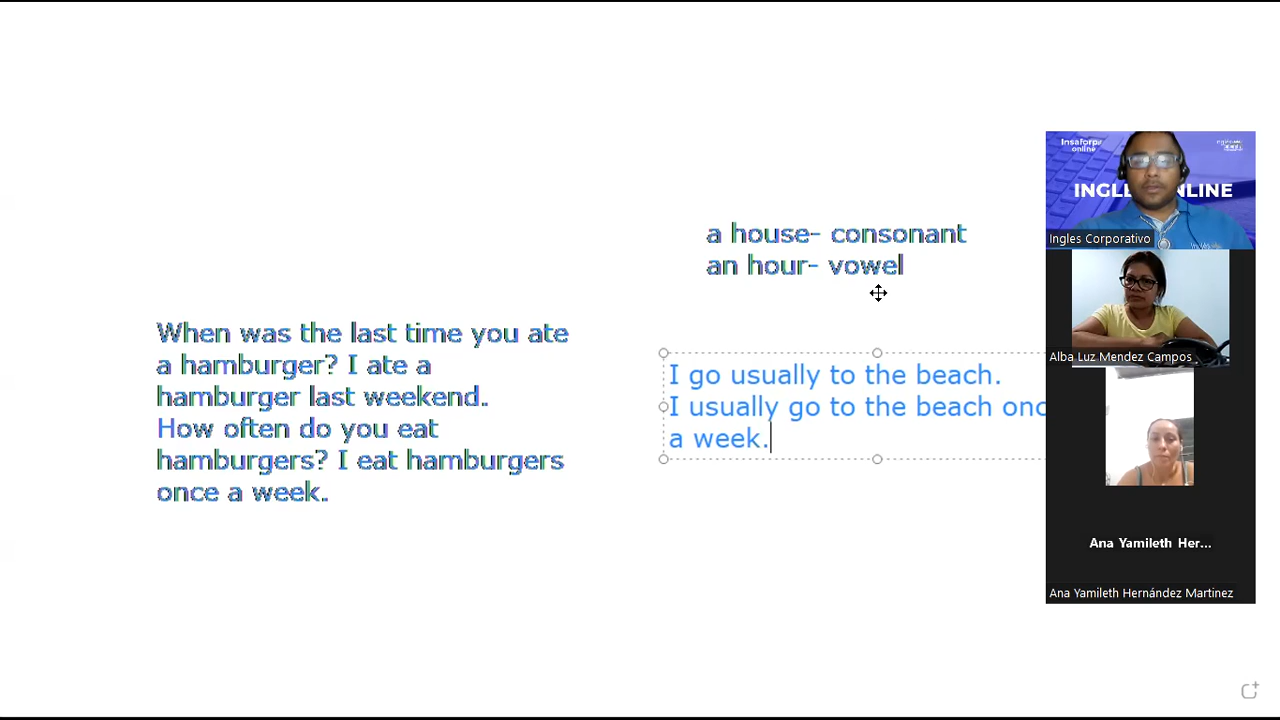 When was the last time you ate
a hamburger? I ate a
hamburger last weekend.
How often do you eat
hamburgers? I eat hamburgers
once a week.
a house- consonant
an hour- vowel
I go usually to the beach.
I usually go to the beach onc
a week.
Insaforp
online
Ingles Corporativo
Alba Luz Mendez Campos
Ana Yamileth Her...
Ana Yamileth Hernández Martinez